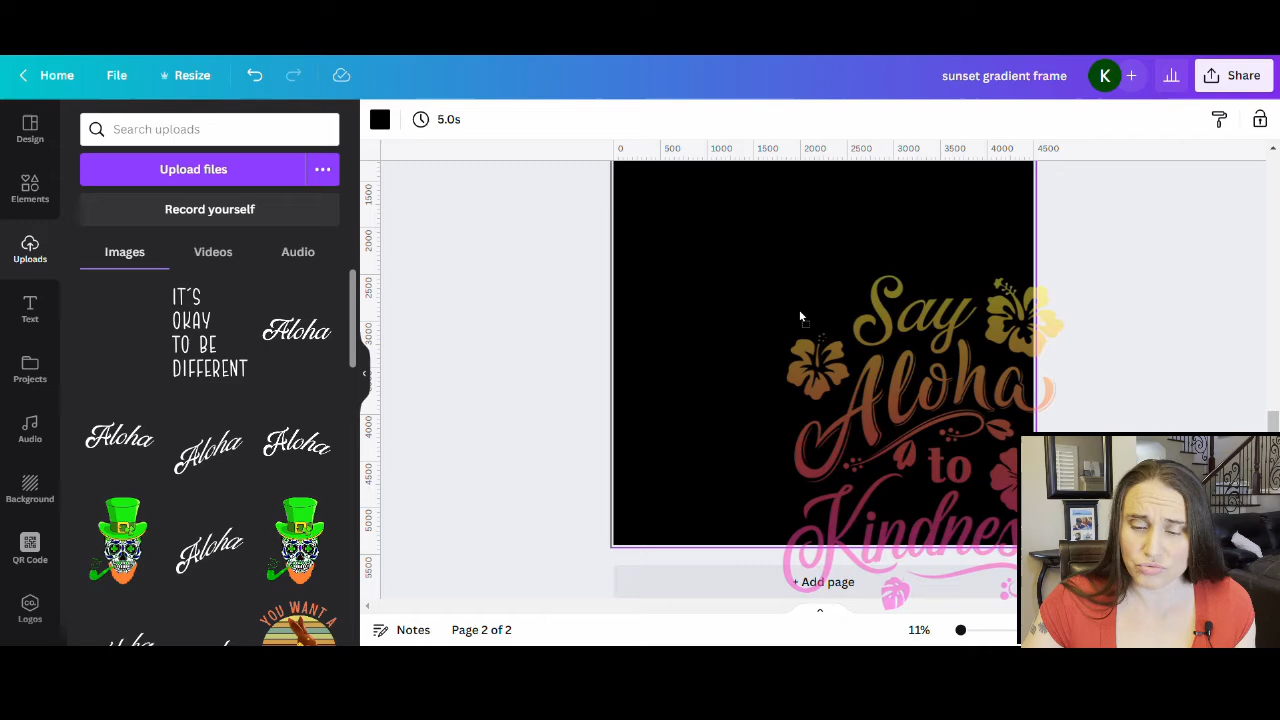 Home File Resize sunset gradient frame K + Share
5.0s
Search uploads
Upload files
Record yourself
Images Videos Audio
Design
Elements
Uploads
Text
Projects
Audio
Background
QR Code
CO.
Logos
IT'S
OKAY
TO BE
DIFFERENT
Aloha
Aloha
Aloha
Aloha
Aloha
YOU WANT A
0 500 1000 1500 2000 2500 3000 3500 4000 4500
1500
2000
2500
3000
4000
4500
5000
5500
Say
Aloha
to
Kindness
+ Add page
Notes Page 2 of 2 11%